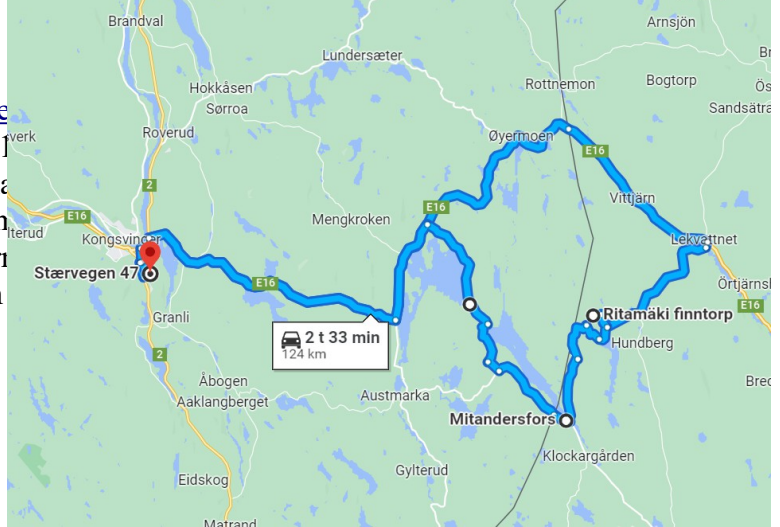 Brandval
Arnsjön
Lundersæter
Hokkåsen
Rottnemon
Bogtorp
Sørroa
Sandsätra
Roverud
Øyermoen
E16
2
Vittjärn
E16
E16
Mengkroken
Kongsvinger
Lekvattnet
Stærvegen 47
E16
Örtjärnsh
E16
Granli
Ritamäki finntorp
2 t 33 min
124 km
Hundberg
2
Åbogen
Aaklangberget
Austmarka
Mitandersfors
Klockargården
Gylterud
Eidskog
Matrand